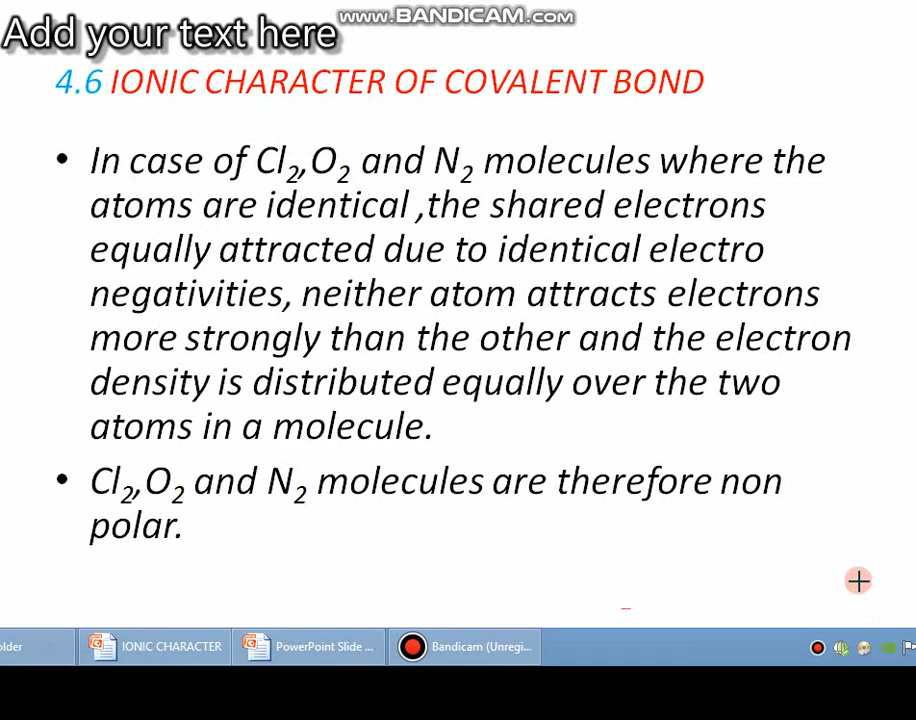 www.BANDICAM.com
Add your text here
4.6 IONIC CHARACTER OF COVALENT BOND
• In case of Cl₂,O₂ and N₂ molecules where the
atoms are identical ,the shared electrons
equally attracted due to identical electro
negativities, neither atom attracts electrons
more strongly than the other and the electron
density is distributed equally over the two
atoms in a molecule.
• Cl₂,O₂ and N₂ molecules are therefore non
polar.
older IONIC CHARACTER PowerPoint Slide ... Bandicam (Unregi...